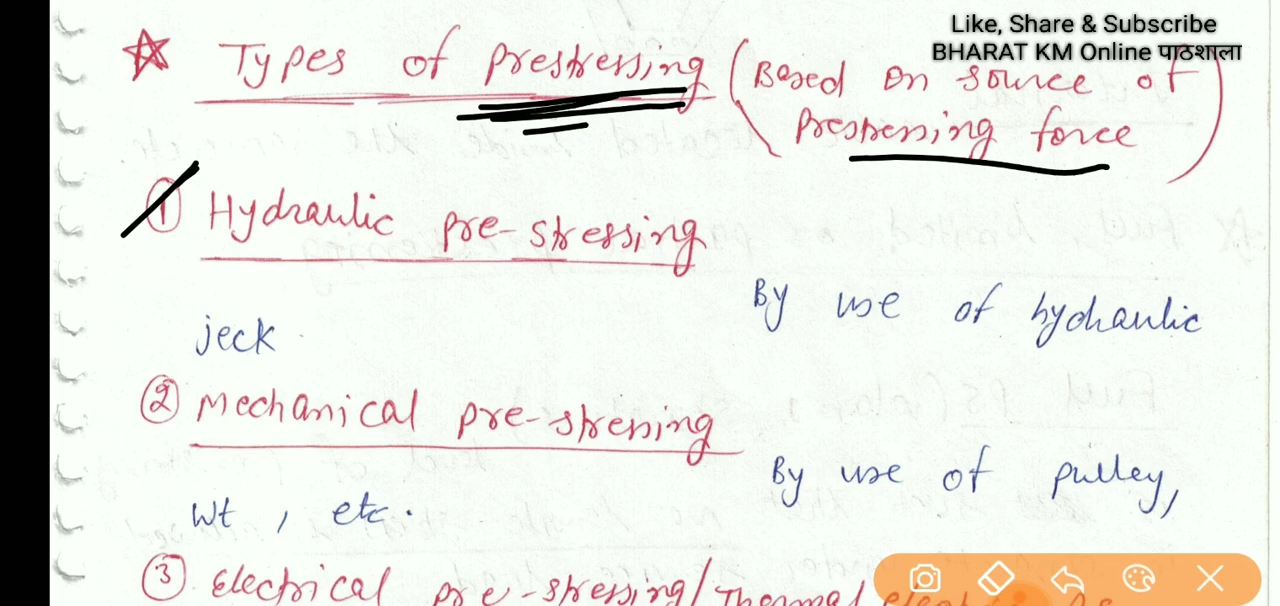 Like, Share & Subscribe
BHARAT KM Online पाठशाला
☆ Types of prestressing (Based on source of
prestressing force)
① Hydraulic pre-stressing
By use of hydraulic
jeck.
② Mechanical pre-stressing
By use of pulley,
wt, etc.
③ Electrical pre-stressing/Thermal